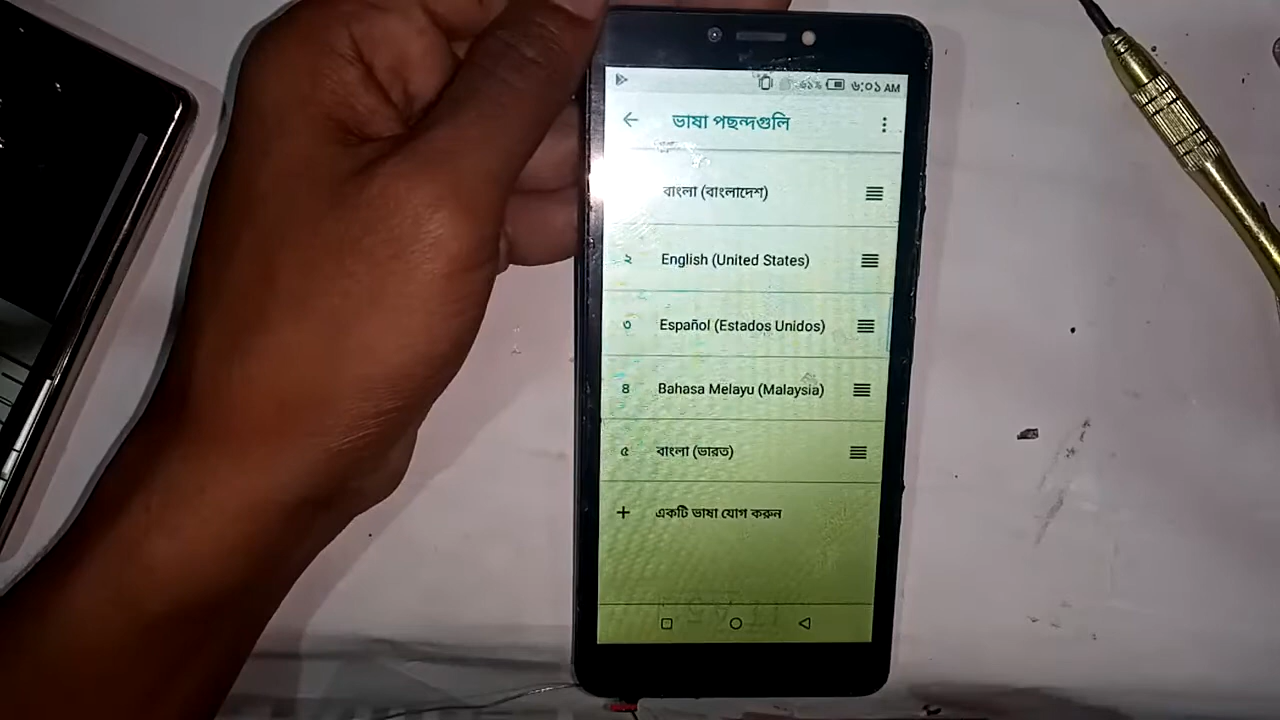 ৬:০১ AM
ভাষা পছন্দগুলি
বাংলা (বাংলাদেশ)
২ English (United States)
৩ Español (Estados Unidos)
৪ Bahasa Melayu (Malaysia)
৫ বাংলা (ভারত)
+ একটি ভাষা যোগ করুন